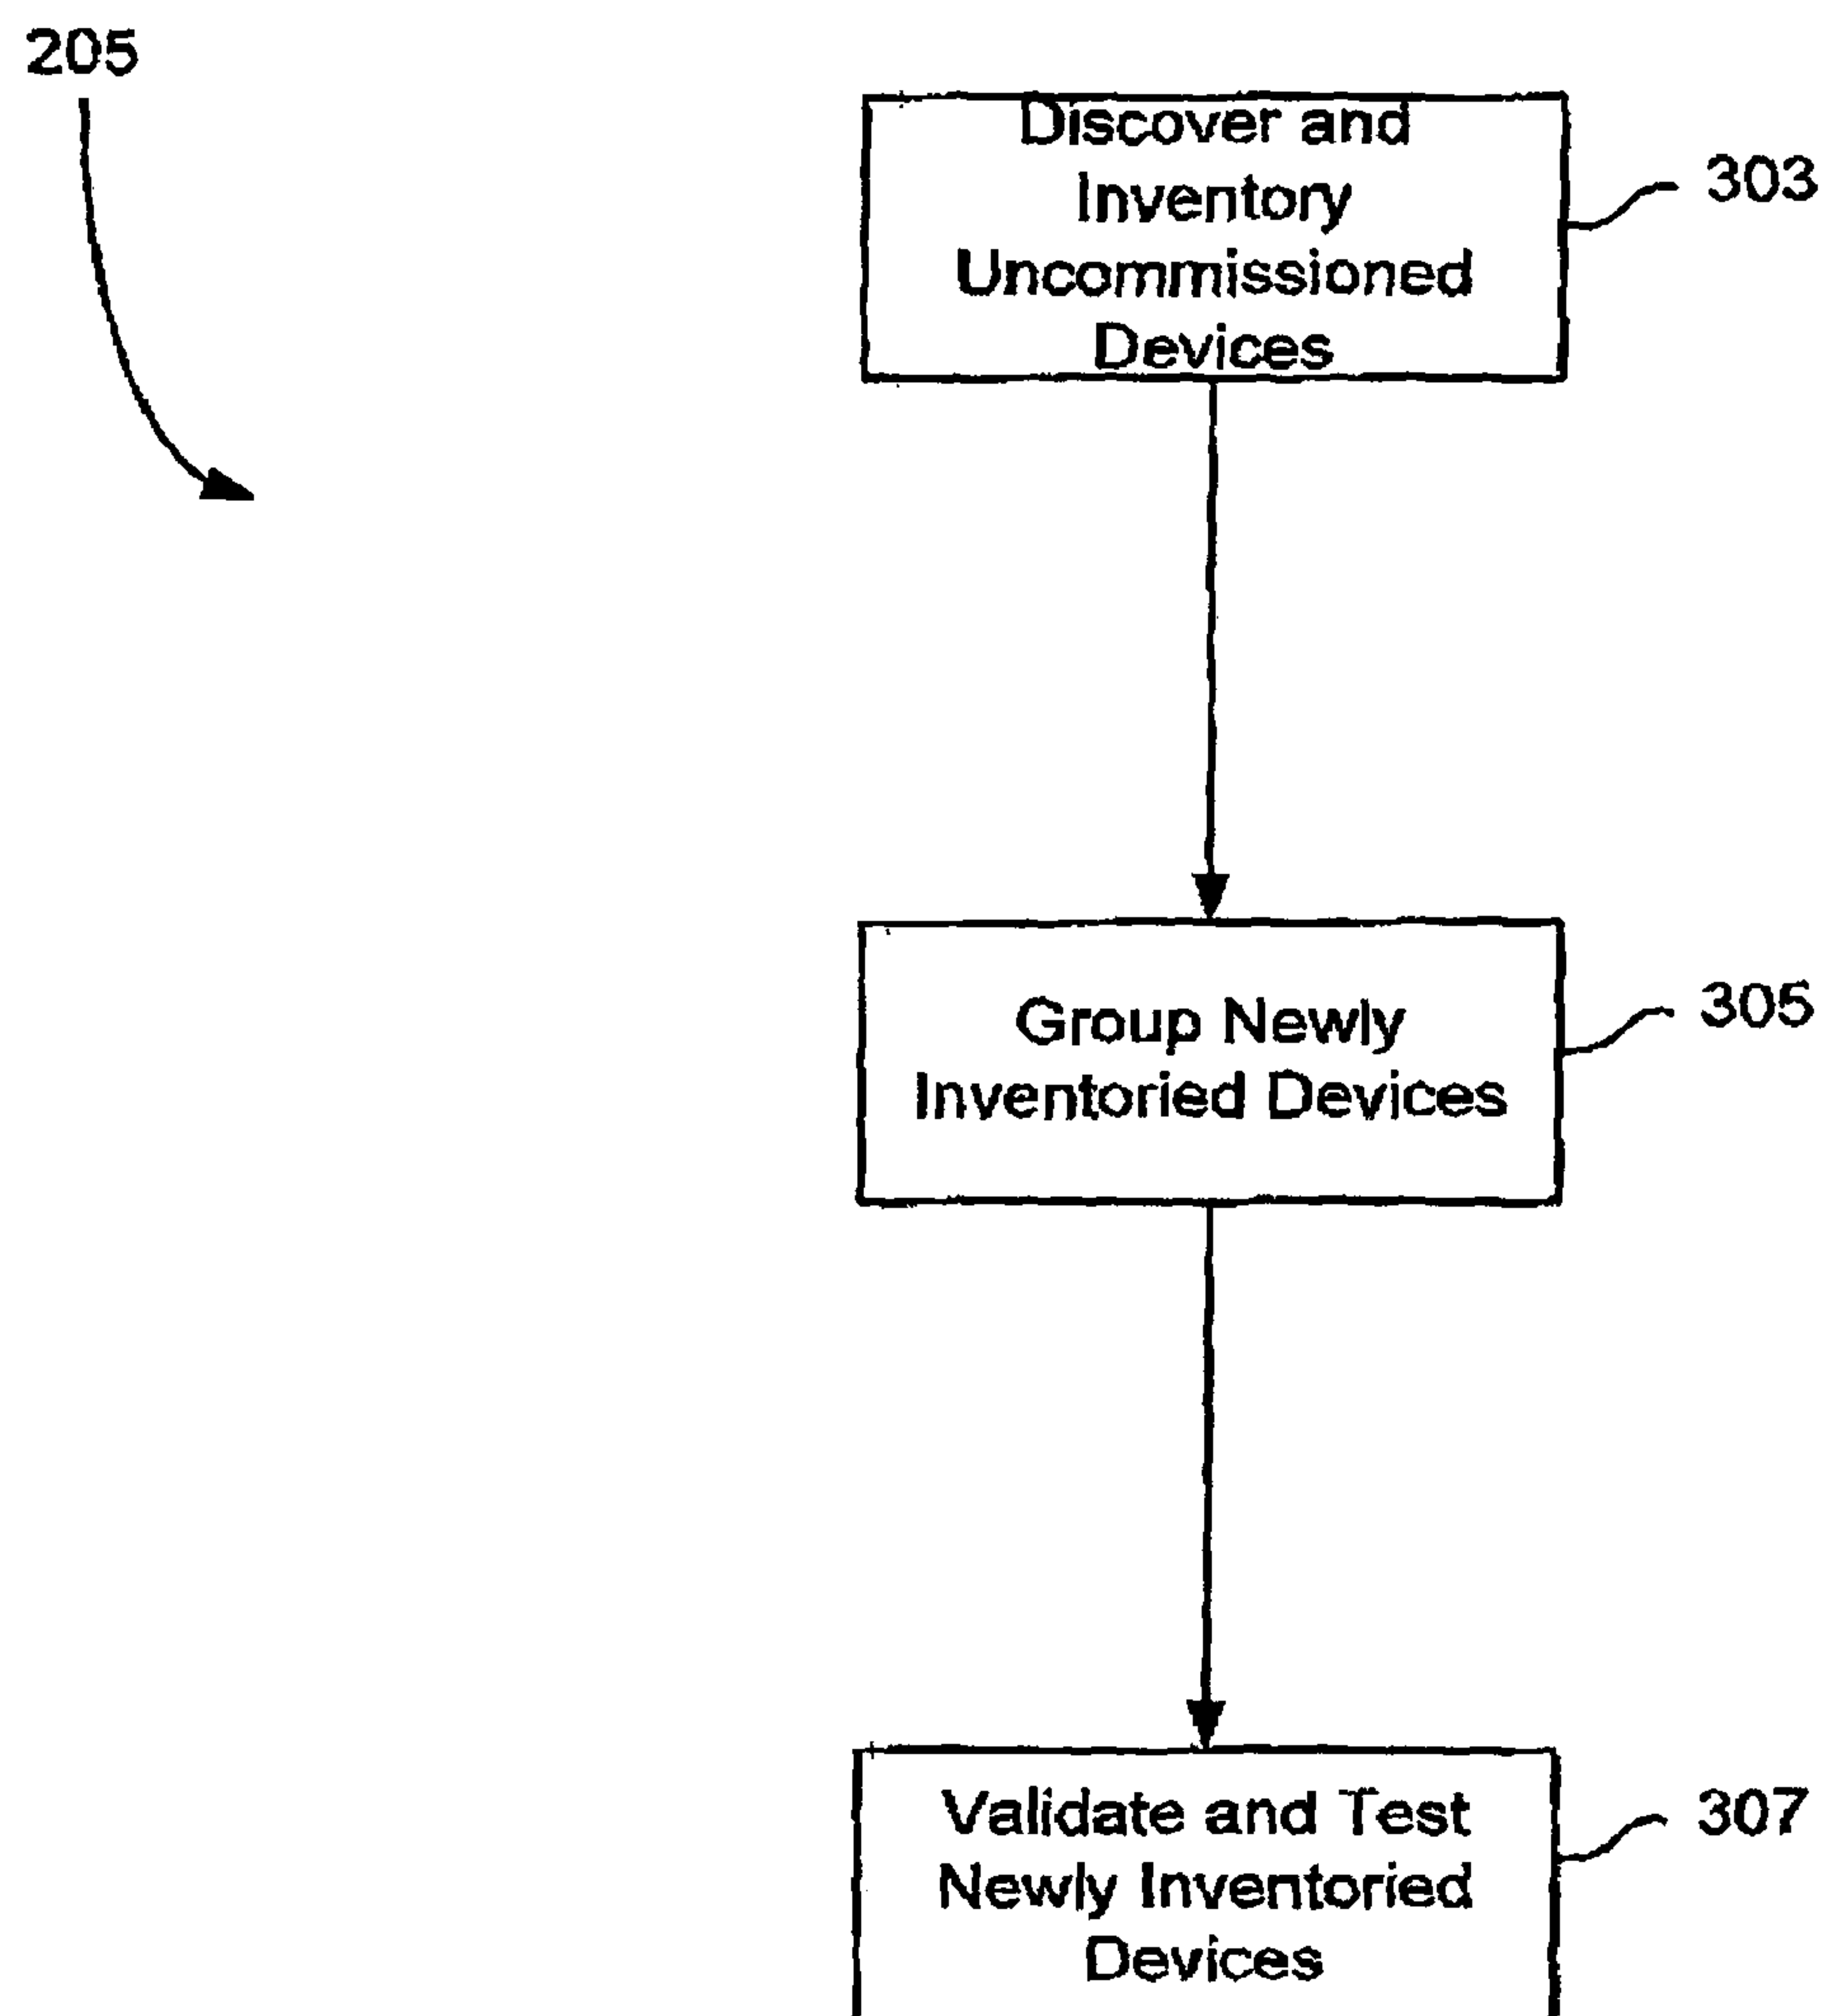 205
Discover and
Inventory
Uncommissioned
Devices
303
Group Newly
Inventoried Devices
305
Validate and Test
Newly Inventoried
Devices
307